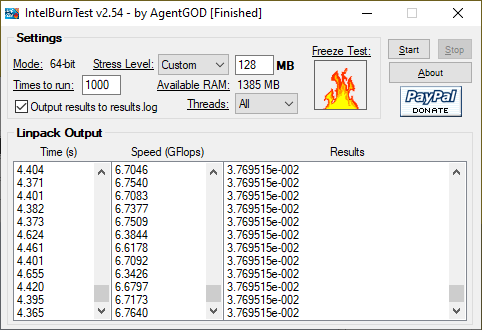 IntelBurnTest v2.54 - by AgentGOD [Finished]
Settings
Mode: 64-bit
Stress Level: Custom 128 MB
Times to run: 1000
Available RAM: 1385 MB
Output results to results.log
Threads: All
Freeze Test:
Start
Stop
About
PayPal
DONATE
Linpack Output
Time (s) Speed (GFlops) Results
4.404 6.7046 3.769515e-002
4.371 6.7540 3.769515e-002
4.401 6.7083 3.769515e-002
4.382 6.7377 3.769515e-002
4.373 6.7509 3.769515e-002
4.624 6.3844 3.769515e-002
4.461 6.6178 3.769515e-002
4.401 6.7092 3.769515e-002
4.655 6.3426 3.769515e-002
4.420 6.6797 3.769515e-002
4.395 6.7173 3.769515e-002
4.365 6.7640 3.769515e-002